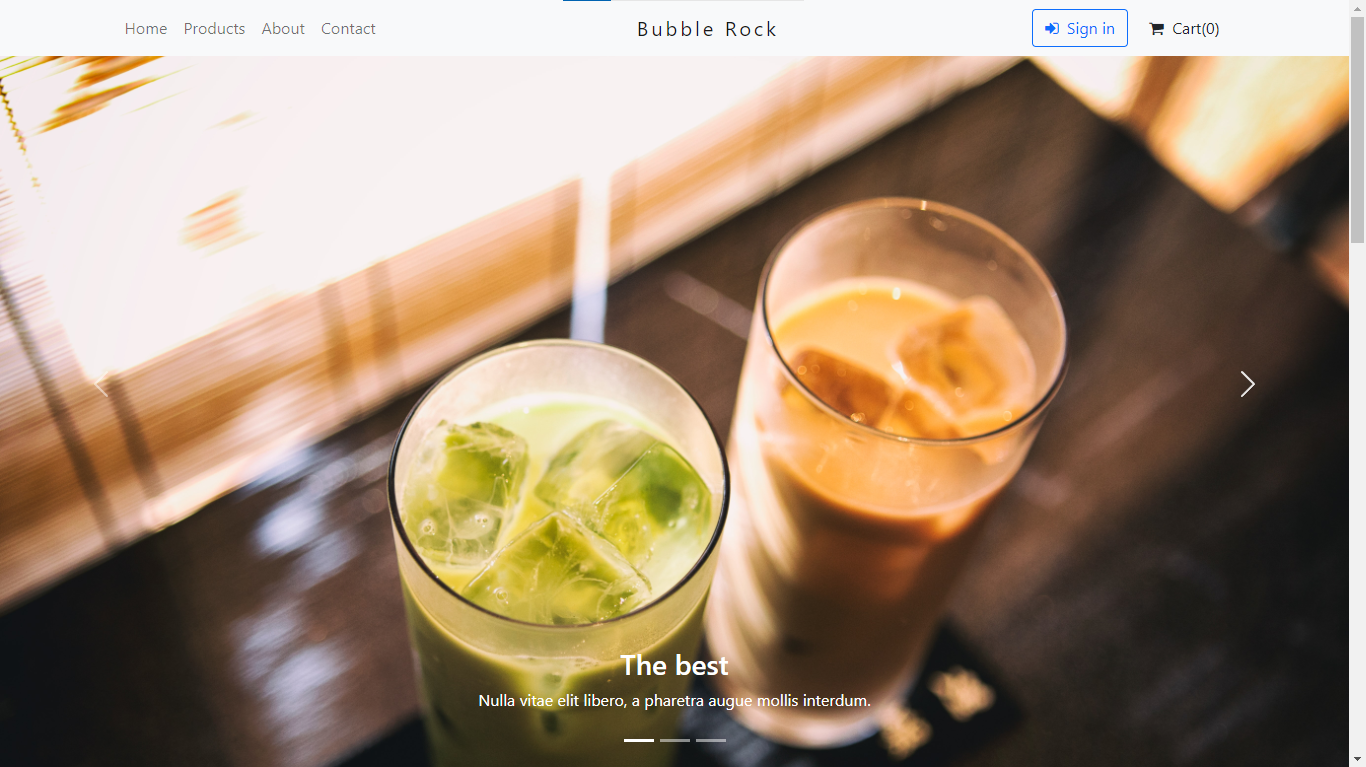 Home Products About Contact Bubble Rock Sign in Cart(0)
The best
Nulla vitae elit libero, a pharetra augue mollis interdum.